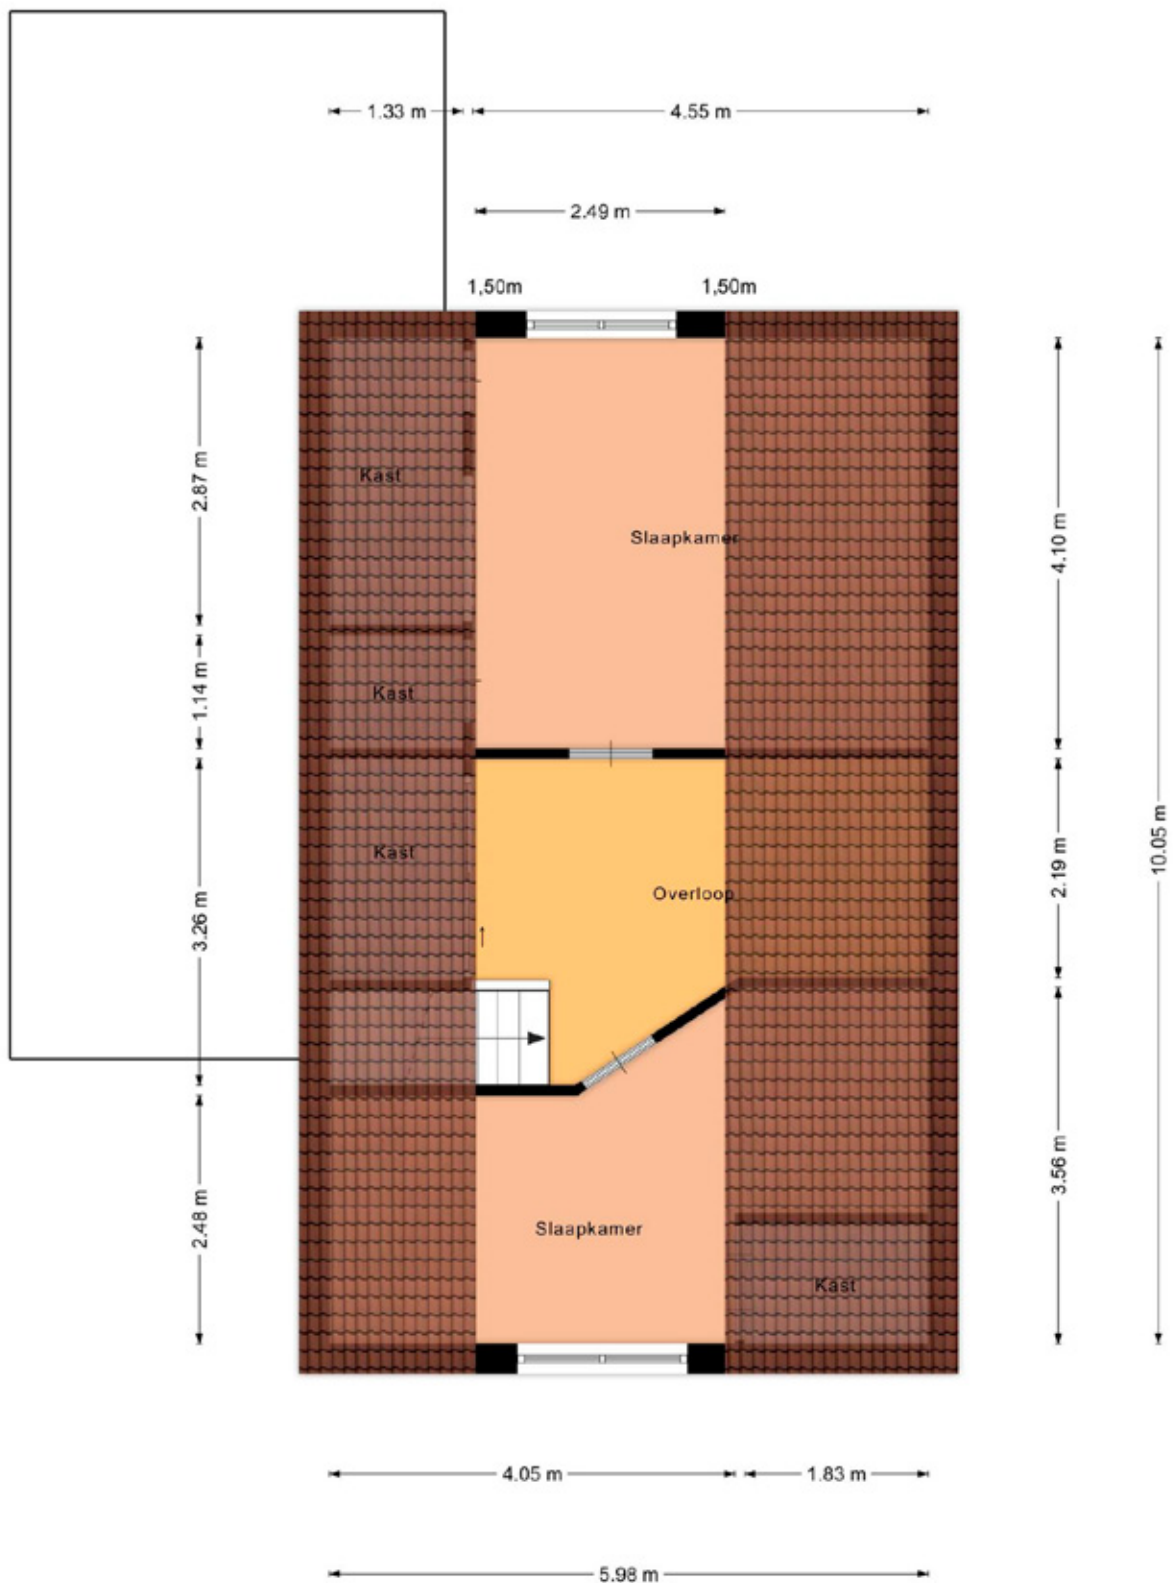 1.33 m
4.55 m
2.49 m
1,50m
1,50m
2.87 m
Kast
Slaapkamer
4.10 m
1.14 m
Kast
10.05 m
Kast
2.19 m
Overloop
3.26 m
3.56 m
2.48 m
Slaapkamer
Kast
4.05 m
1.83 m
5.98 m